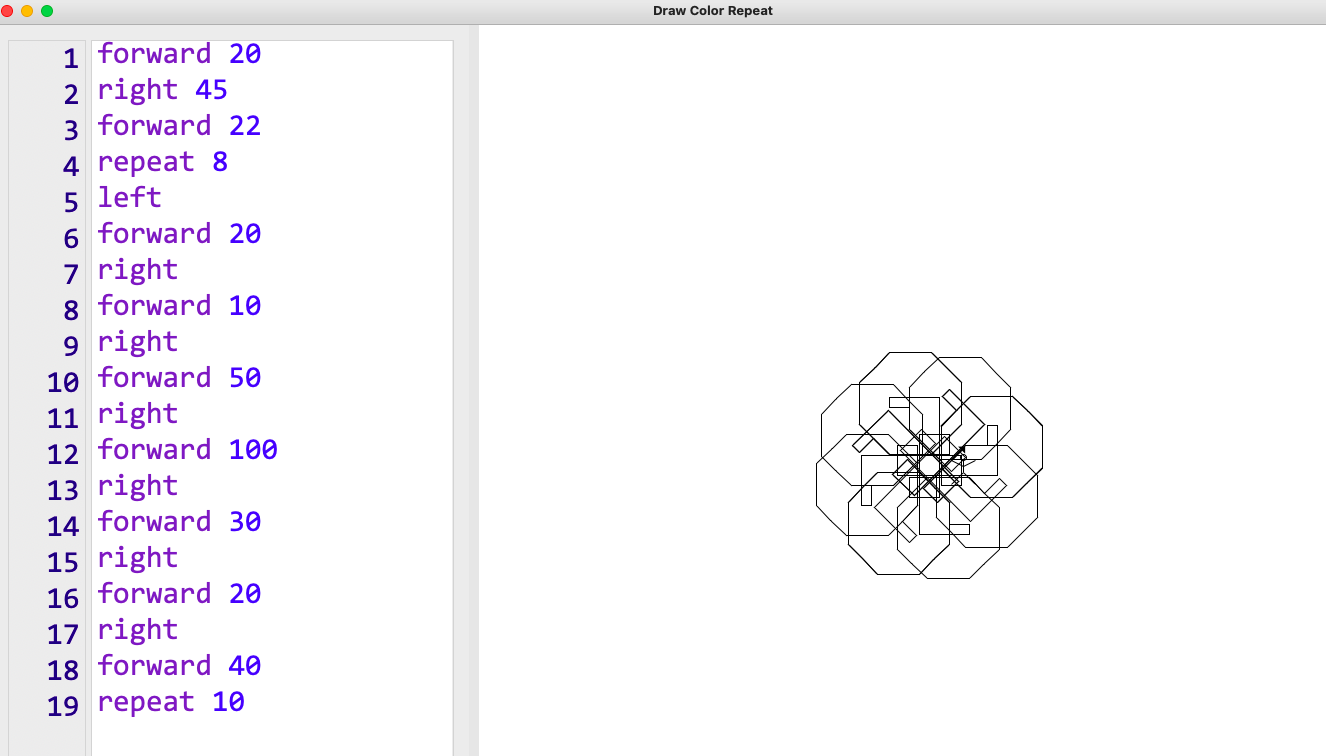 Draw Color Repeat
1 forward 20
2 right 45
3 forward 22
4 repeat 8
5 left
6 forward 20
7 right
8 forward 10
9 right
10 forward 50
11 right
12 forward 100
13 right
14 forward 30
15 right
16 forward 20
17 right
18 forward 40
19 repeat 10